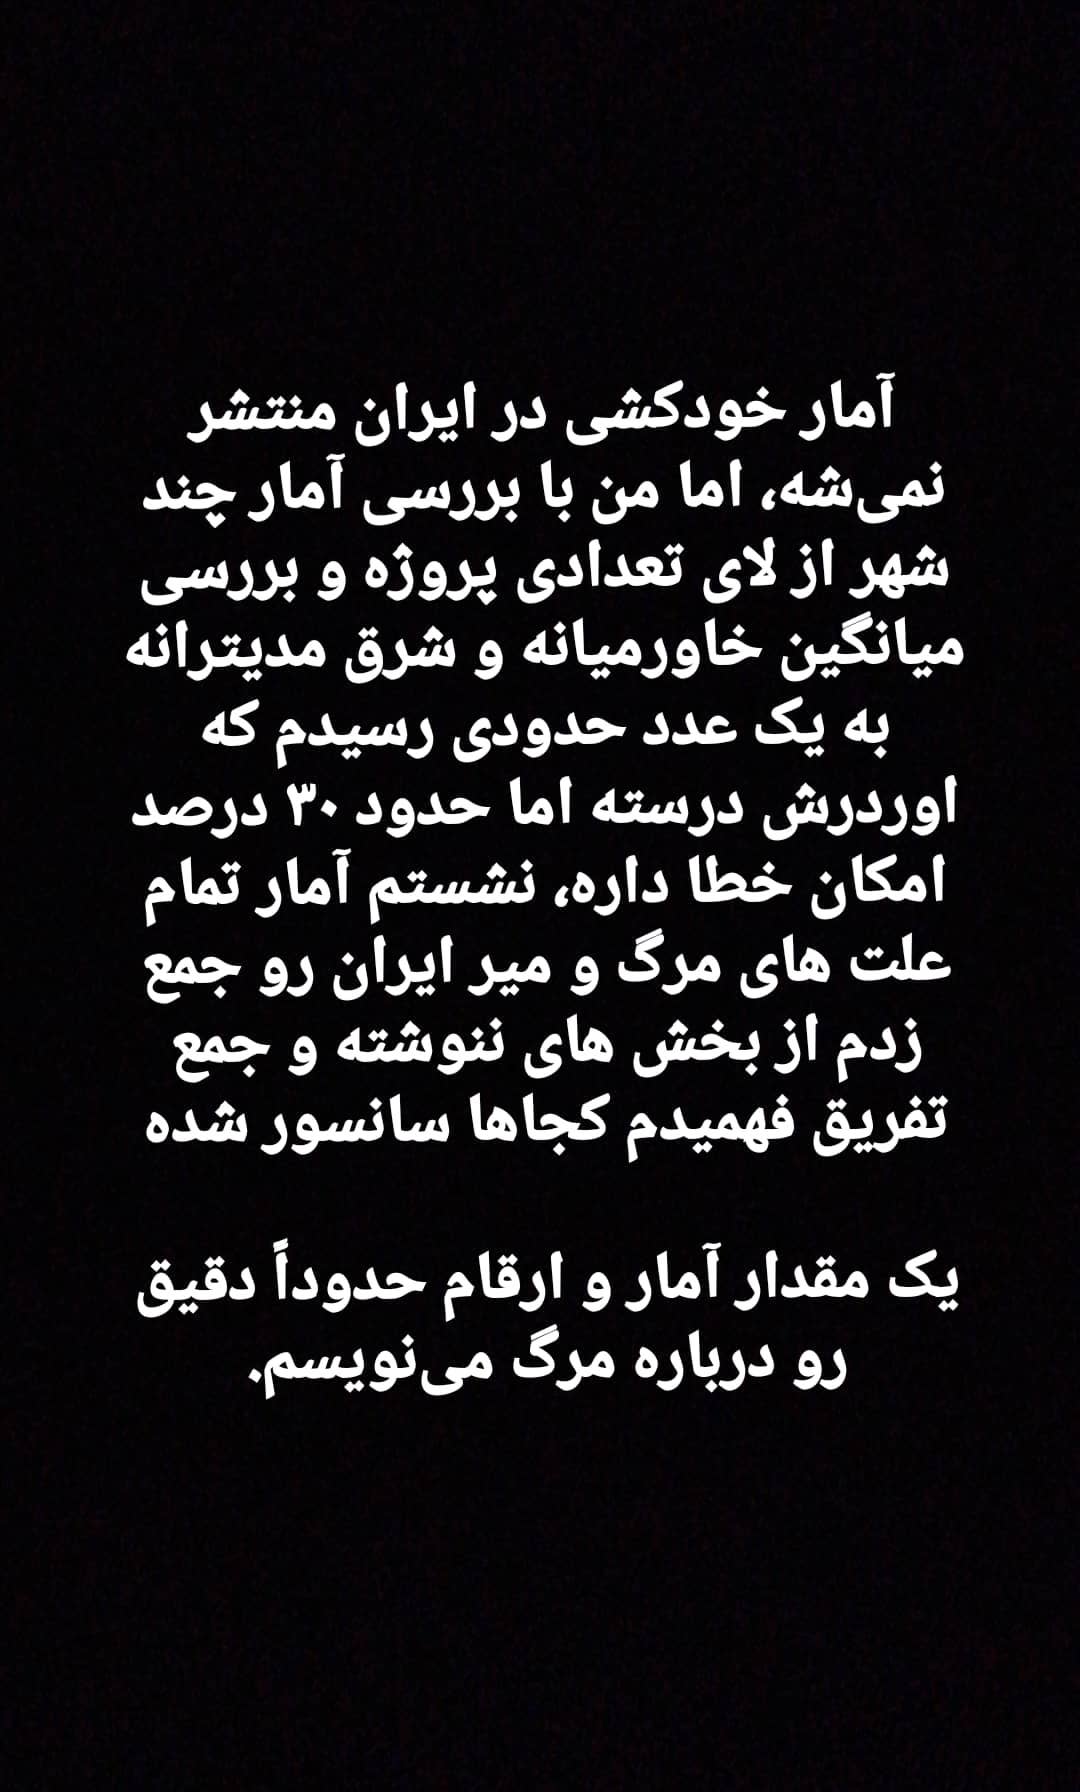 آمار خودکشی در ایران منتشر
نمی‌شه، اما من با بررسی آمار چند
شهر از لای تعدادی پروژه و بررسی
میانگین خاورمیانه و شرق مدیترانه
به یک عدد حدودی رسیدم که
اوردرش درسته اما حدود ۳۰ درصد
امکان خطا داره، نشستم آمار تمام
علت های مرگ و میر ایران رو جمع
زدم از بخش های ننوشته و جمع
تفریق فهمیدم کجاها سانسور شده
یک مقدار آمار و ارقام حدوداً دقیق
رو درباره مرگ می‌نویسم.